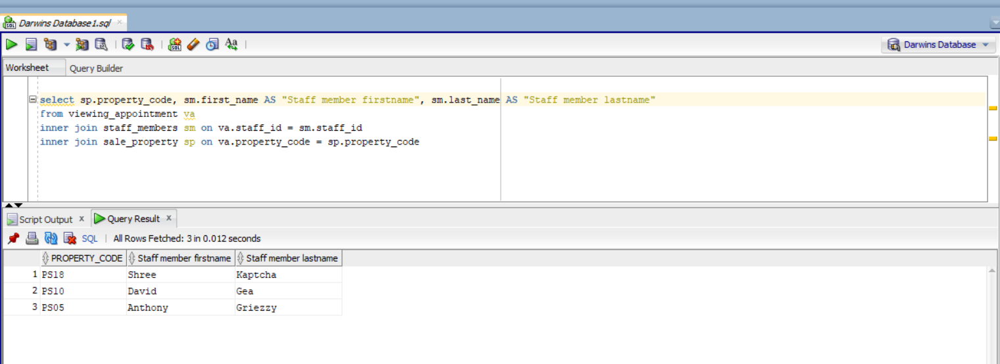 Darwins Database1.sql
Darwins Database
Worksheet Query Builder
select sp.property_code, sm.first_name AS "Staff member firstname", sm.last_name AS "Staff member lastname"
from viewing_appointment va
inner join staff_members sm on va.staff_id = sm.staff_id
inner join sale_property sp on va.property_code = sp.property_code
Script Output x Query Result x
SQL | All Rows Fetched: 3 in 0.012 seconds
PROPERTY_CODE Staff member firstname Staff member lastname
1 PS18 Shree Kaptcha
2 PS10 David Gea
3 PS05 Anthony Griezzy